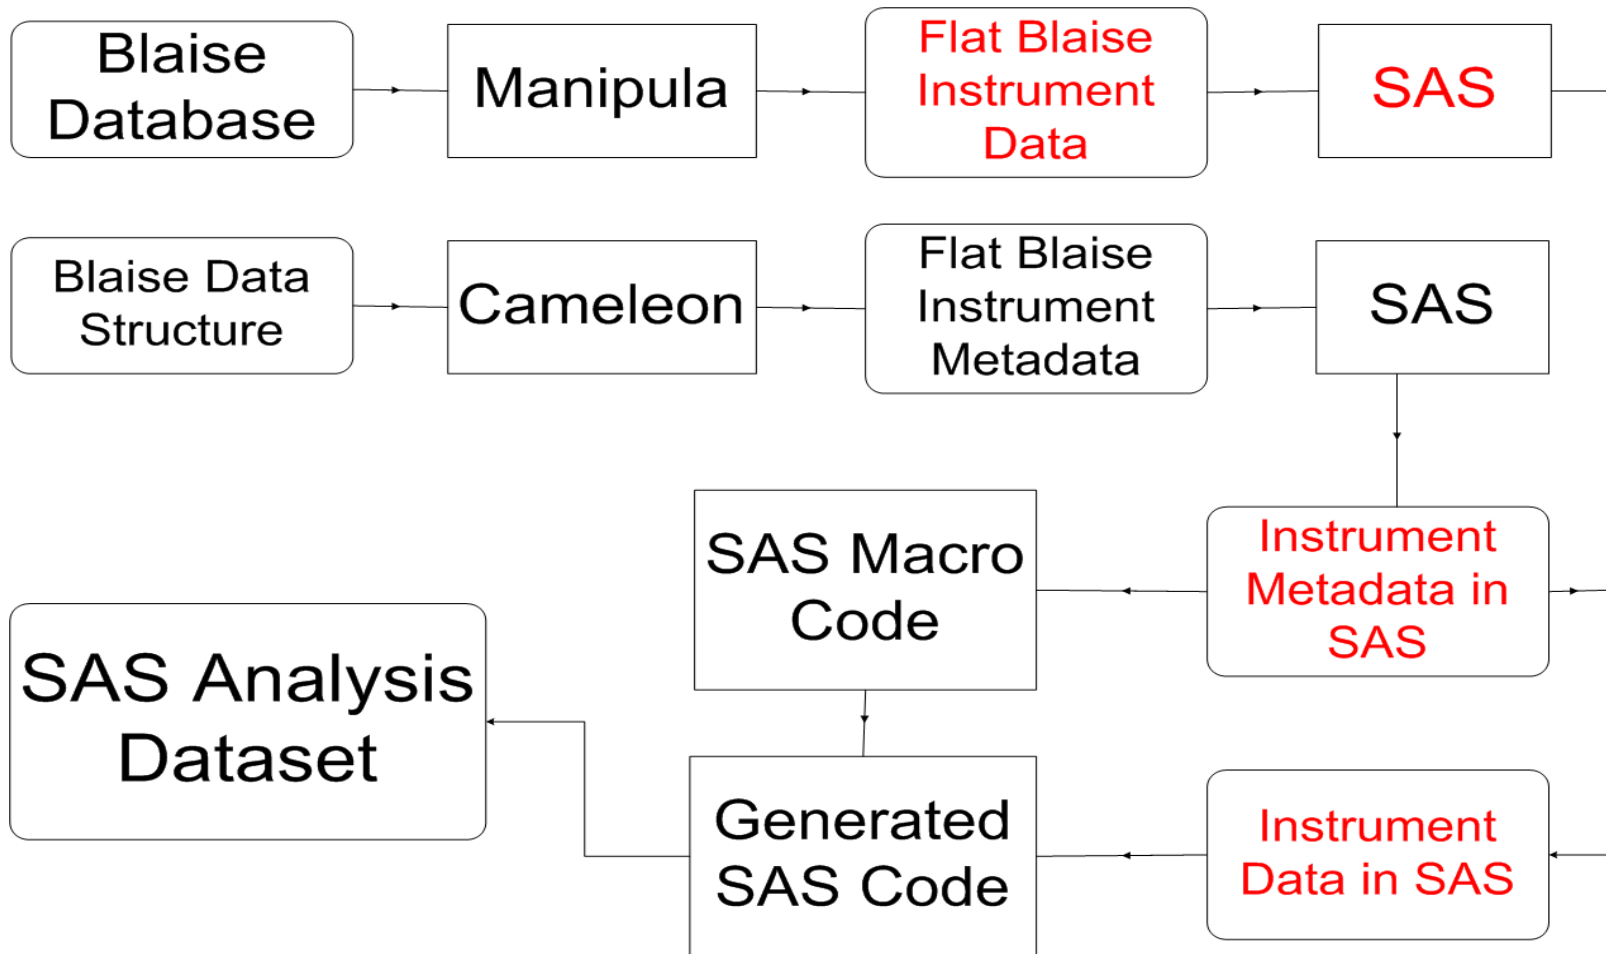 Blaise
Database
Manipula
Flat Blaise
Instrument
Data
SAS
Blaise Data
Structure
Cameleon
Flat Blaise
Instrument
Metadata
SAS
SAS Macro
Code
Instrument
Metadata in
SAS
SAS Analysis
Dataset
Generated
SAS Code
Instrument
Data in SAS